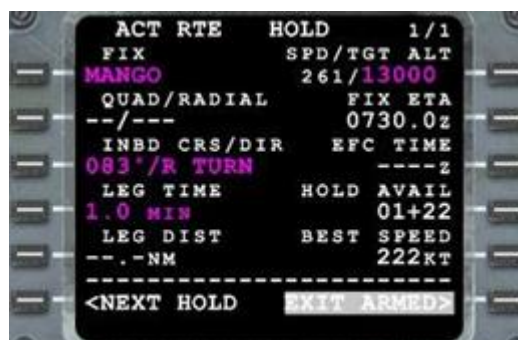 ACT RTE HOLD 1/1
FIX SPD/TGT ALT
MANGO 261/13000
QUAD/RADIAL FIX ETA
--/--- 0730.0z
INBD CRS/DIR EFC TIME
083°/R TURN ----z
LEG TIME HOLD AVAIL
1.0 MIN 01+22
LEG DIST BEST SPEED
--.-NM 222KT
------------------------
<NEXT HOLD EXIT ARMED>